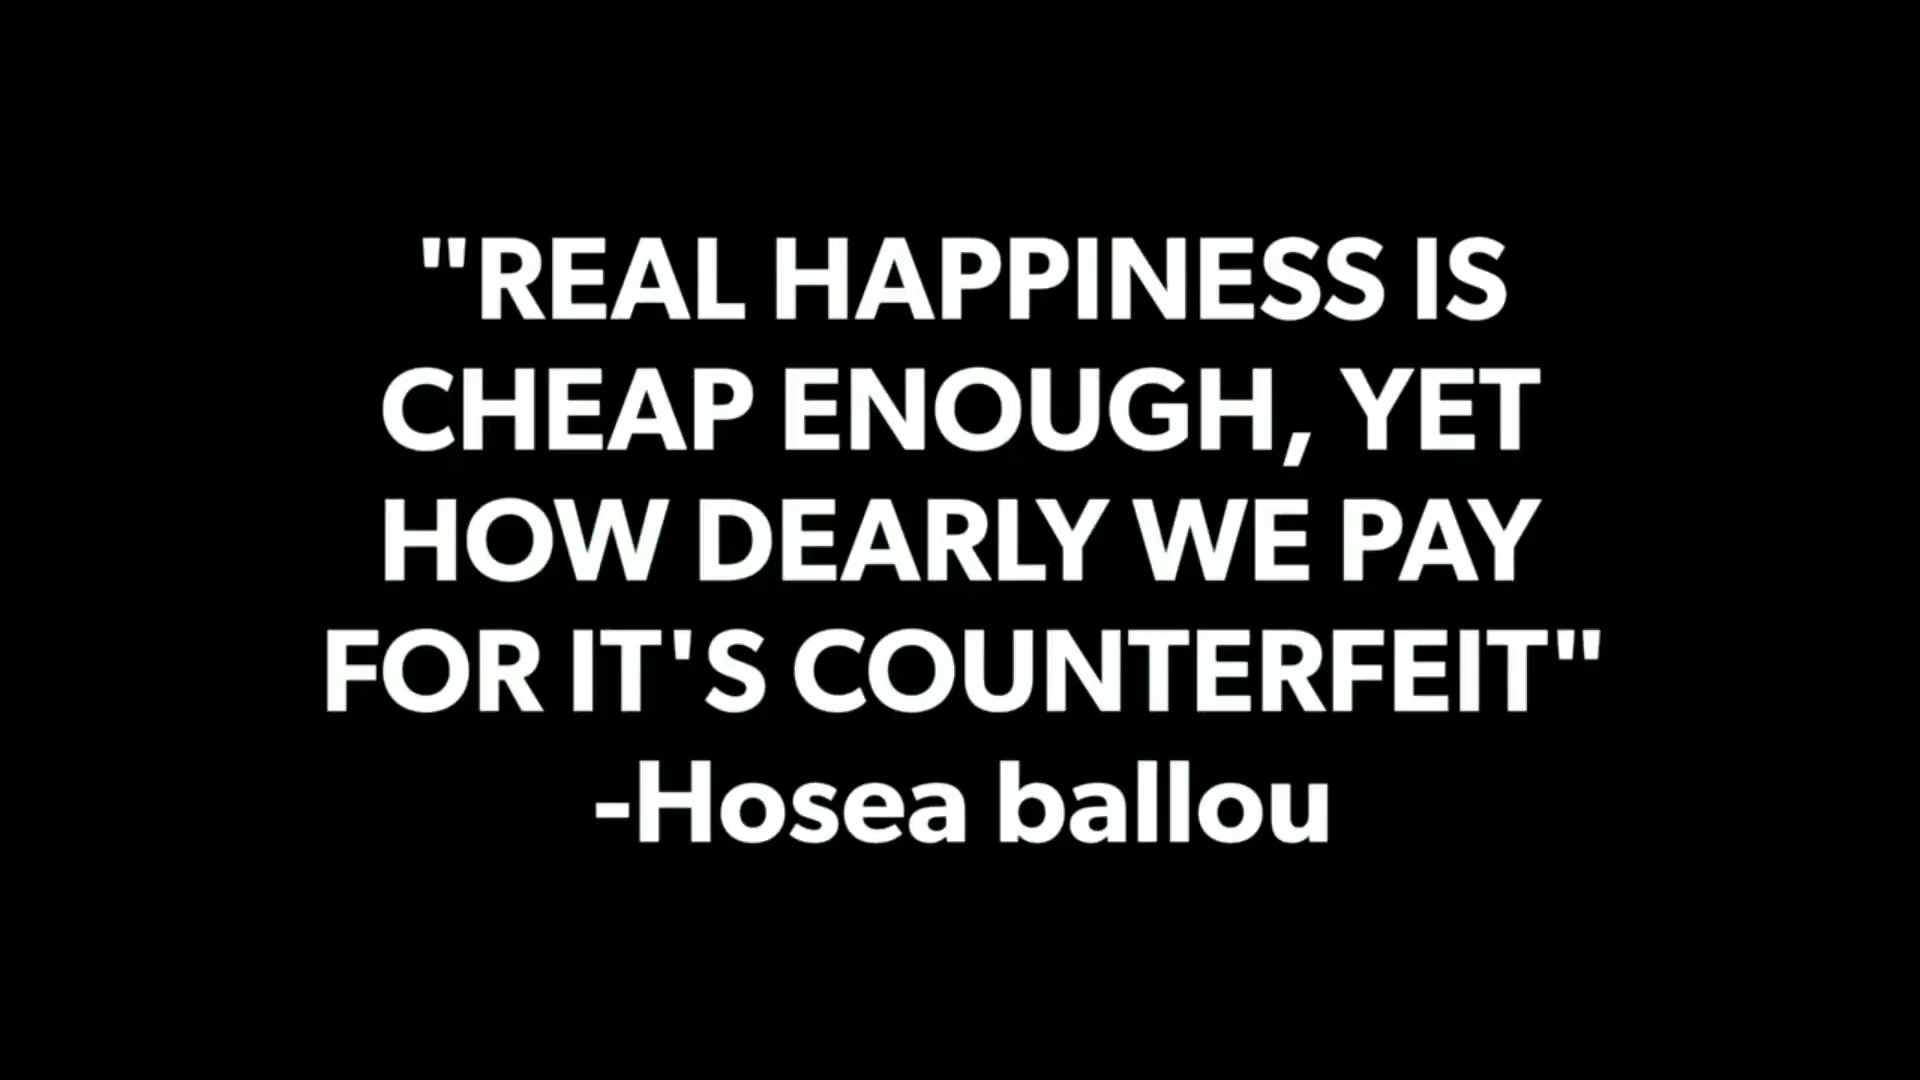 "REAL HAPPINESS IS
CHEAP ENOUGH, YET
HOW DEARLY WE PAY
FOR IT'S COUNTERFEIT"
-Hosea ballou